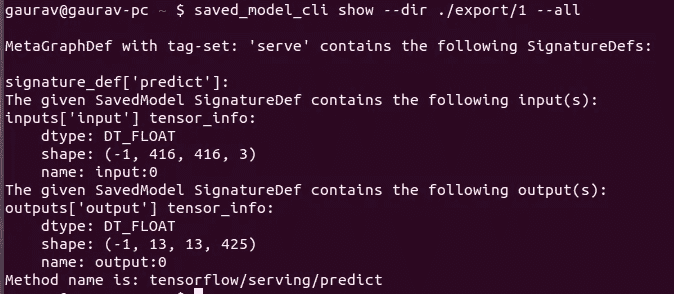 gaurav@gaurav-pc ~ $ saved_model_cli show --dir ./export/1 --all
MetaGraphDef with tag-set: 'serve' contains the following SignatureDefs:
signature_def['predict']:
The given SavedModel SignatureDef contains the following input(s):
inputs['input'] tensor_info:
dtype: DT_FLOAT
shape: (-1, 416, 416, 3)
name: input:0
The given SavedModel SignatureDef contains the following output(s):
outputs['output'] tensor_info:
dtype: DT_FLOAT
shape: (-1, 13, 13, 425)
name: output:0
Method name is: tensorflow/serving/predict